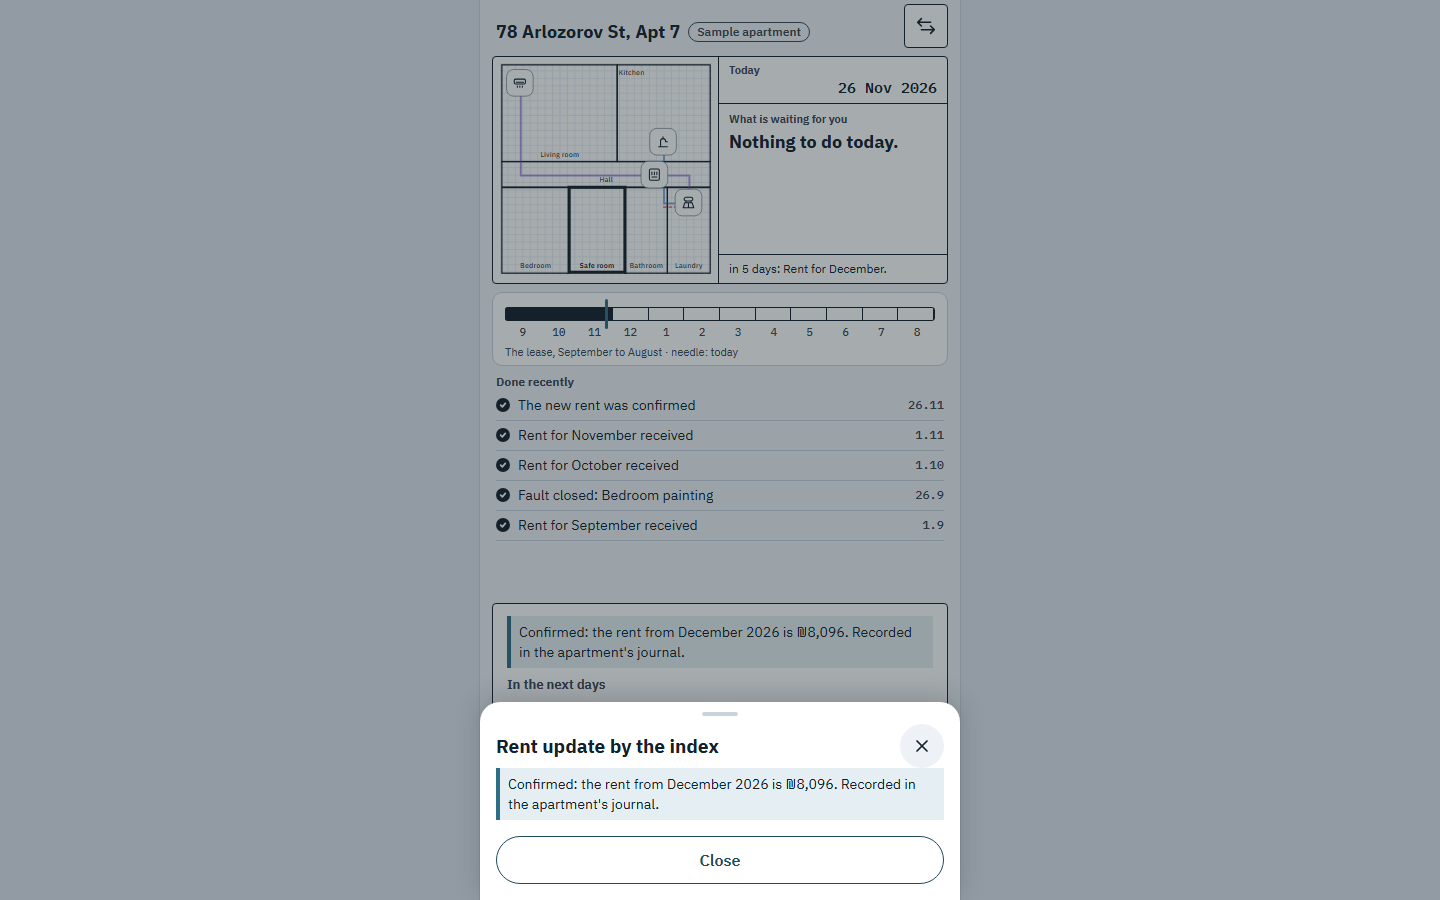 78 Arlozorov St, Apt 7
Sample apartment
Kitchen
Living room
Hall
Bedroom
Safe room
Bathroom
Laundry
Today
26 Nov 2026
What is waiting for you
Nothing to do today.
in 5 days: Rent for December.
9 10 11 12 1 2 3 4 5 6 7 8
The lease, September to August · needle: today
Done recently
The new rent was confirmed 26.11
Rent for November received 1.11
Rent for October received 1.10
Fault closed: Bedroom painting 26.9
Rent for September received 1.9
Confirmed: the rent from December 2026 is ₪8,096. Recorded
in the apartment's journal.
In the next days
Rent update by the index
Confirmed: the rent from December 2026 is ₪8,096. Recorded in
the apartment's journal.
Close